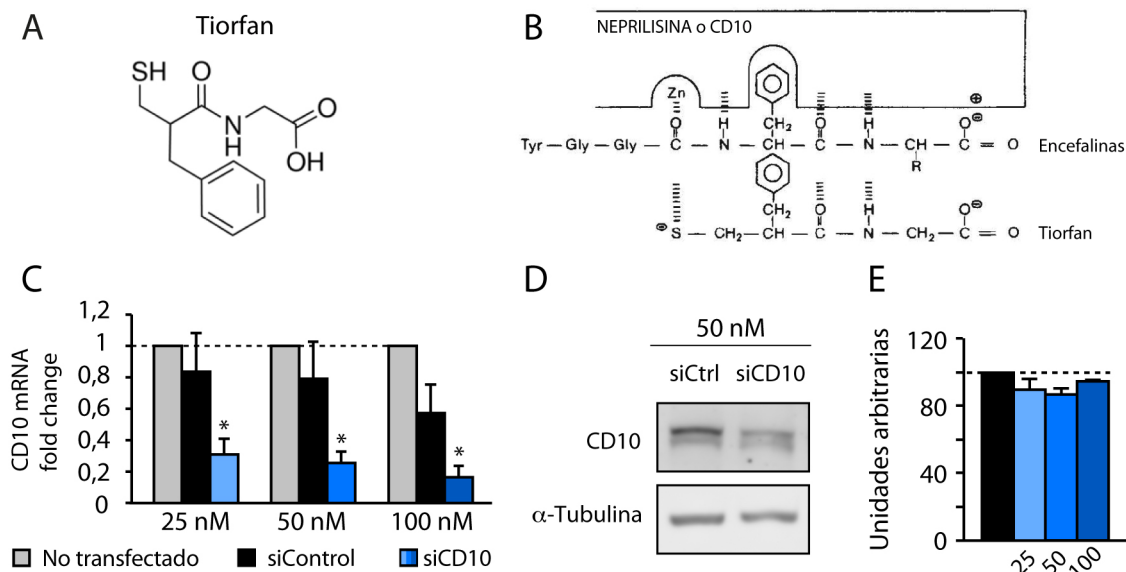 A
Tiorfan
SH
O
N
H
O
OH
B
NEPRILISINA o CD10
Zn
O
H
CH₂
O
H
O⊖
⊕
Tyr — Gly — Gly — C — N — CH — C — N — C — C = O Encefalinas
R
CH₂
O
H
O⊖
⊖S — CH₂ — CH — C — N — CH₂ — C = O Tiorfan
C
CD10 mRNA
fold change
1,2
1
0,8
0,6
0,4
0,2
0
* * *
25 nM 50 nM 100 nM
No transfectado siControl siCD10
D
50 nM
siCtrl siCD10
CD10
α-Tubulina
E
Unidades arbitrarias
120
80
40
0
25 50 100